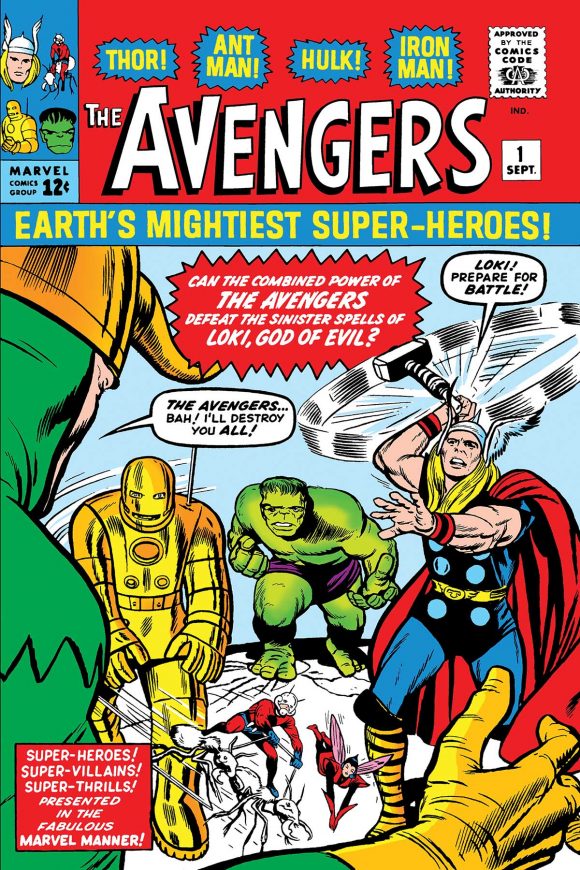 THOR!
ANT
MAN!
HULK!
IRON
MAN!
APPROVED
BY THE
COMICS
CODE
CA
AUTHORITY
IND.
THE AVENGERS
1
SEPT.
MARVEL
COMICS
GROUP
12¢
EARTH'S MIGHTIEST SUPER-HEROES!
CAN THE COMBINED POWER OF
THE AVENGERS
DEFEAT THE SINISTER SPELLS OF
LOKI, GOD OF EVIL?
LOKI!
PREPARE FOR
BATTLE!
THE AVENGERS...
BAH! I'LL DESTROY
YOU ALL!
SUPER-HEROES!
SUPER-VILLAINS!
SUPER-THRILLS!
PRESENTED
IN THE
FABULOUS
MARVEL MANNER!